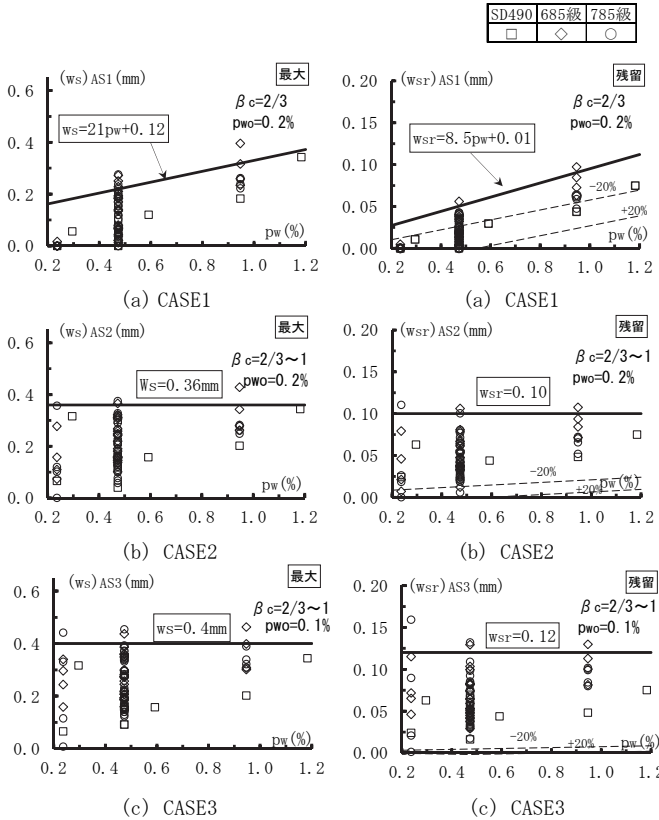 SD490 685級 785級
□ ◇ ○
(ws)AS1(mm)
最大
βc=2/3
pwo=0.2%
ws=21pw+0.12
0.6
0.4
0.2
0.0
pw(%)
0.2 0.4 0.6 0.8 1.0 1.2
(a) CASE1
(wsr)AS1(mm)
残留
βc=2/3
pwo=0.2%
wsr=8.5pw+0.01
0.20
0.15
0.10
0.05
0.00
-20%
+20%
pw(%)
0.2 0.4 0.6 0.8 1.0 1.2
(a) CASE1
(ws)AS2(mm)
最大
βc=2/3～1
pwo=0.2%
Ws=0.36mm
0.6
0.4
0.2
0.0
pw(%)
0.2 0.4 0.6 0.8 1.0 1.2
(b) CASE2
(wsr)AS2(mm)
残留
βc=2/3～1
pwo=0.2%
wsr=0.10
0.20
0.15
0.10
0.05
0.00
-20%
+20%
pw(%)
0.2 0.4 0.6 0.8 1.0 1.2
(b) CASE2
(ws)AS3(mm)
最大
βc=2/3～1
pwo=0.1%
ws=0.4mm
0.6
0.4
0.2
0.0
pw(%)
0.2 0.4 0.6 0.8 1.0 1.2
(c) CASE3
(wsr)AS3(mm)
残留
βc=2/3～1
pwo=0.1%
wsr=0.12
0.20
0.15
0.10
0.05
0.00
-20%
+20%
pw(%)
0.2 0.4 0.6 0.8 1.0 1.2
(c) CASE3